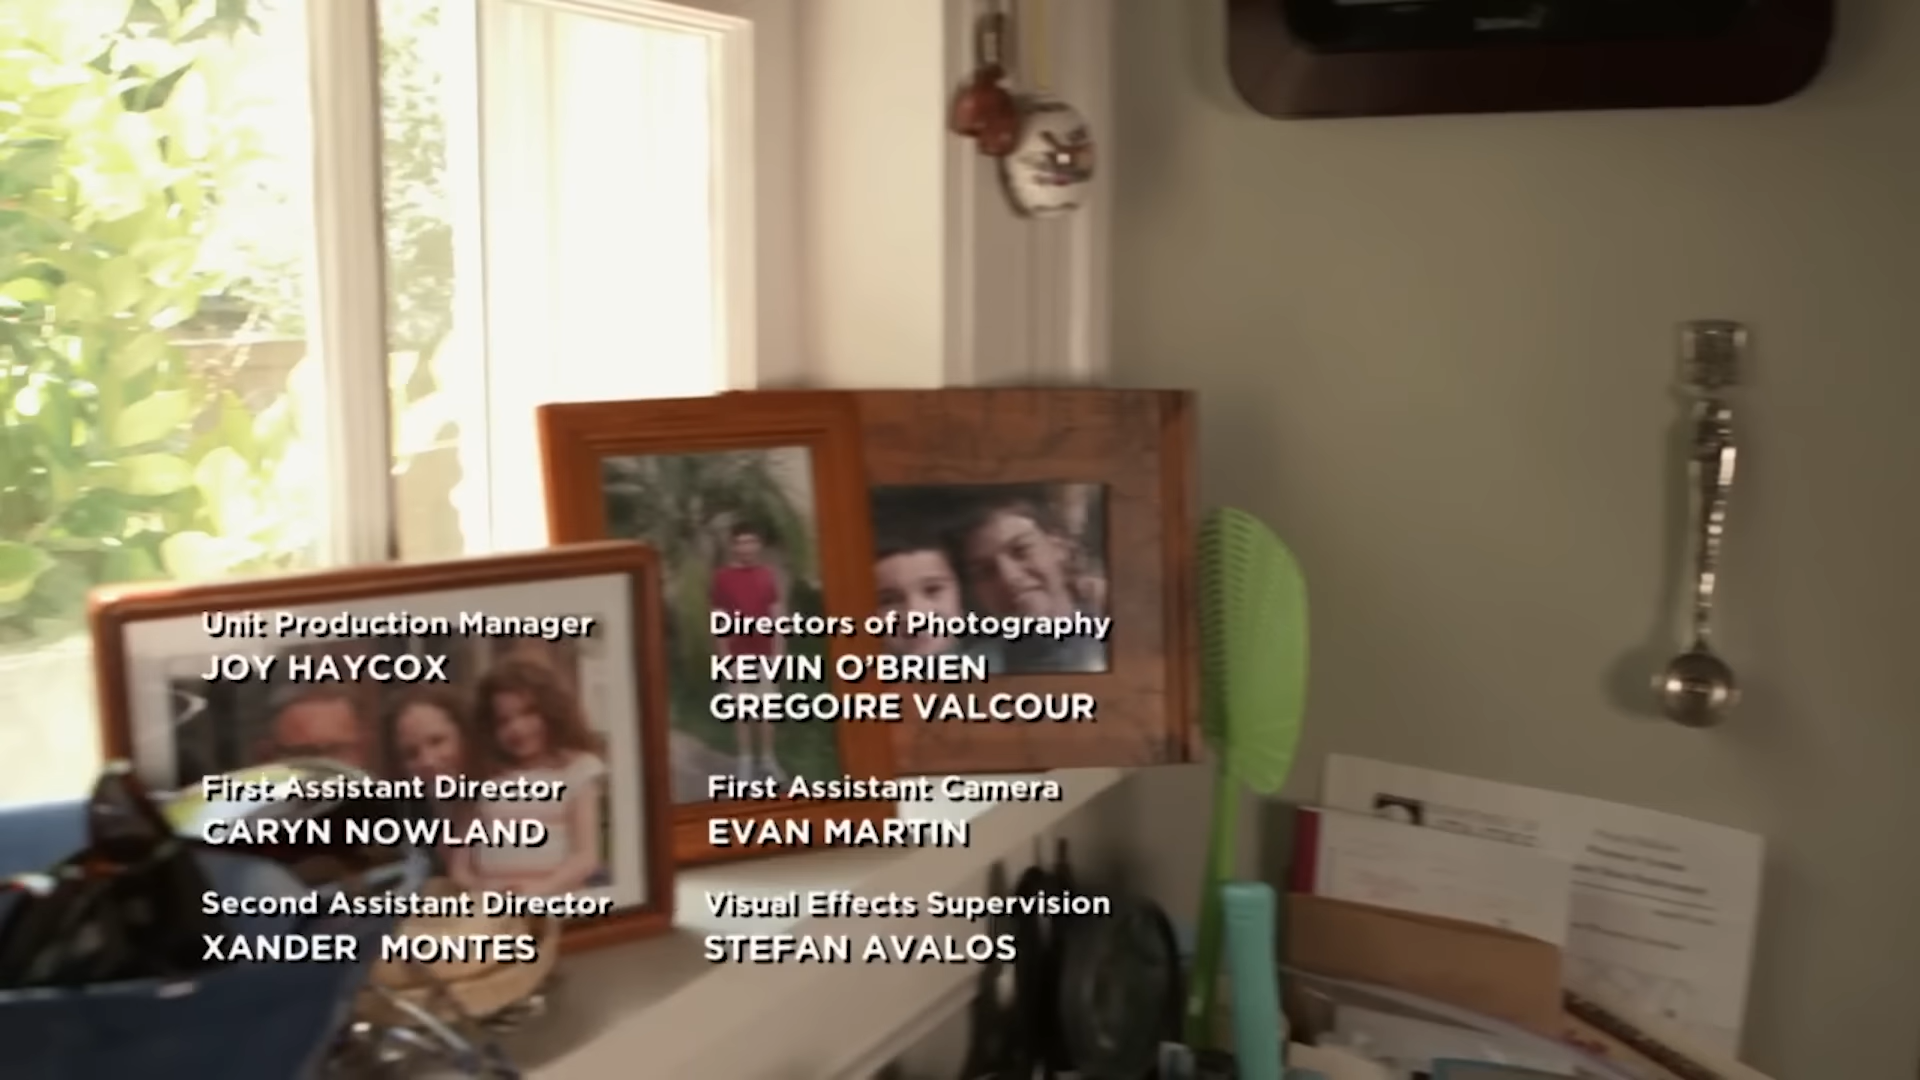 Unit Production Manager
JOY HAYCOX
First Assistant Director
CARYN NOWLAND
Second Assistant Director
XANDER MONTES
Directors of Photography
KEVIN O'BRIEN
GREGOIRE VALCOUR
First Assistant Camera
EVAN MARTIN
Visual Effects Supervision
STEFAN AVALOS